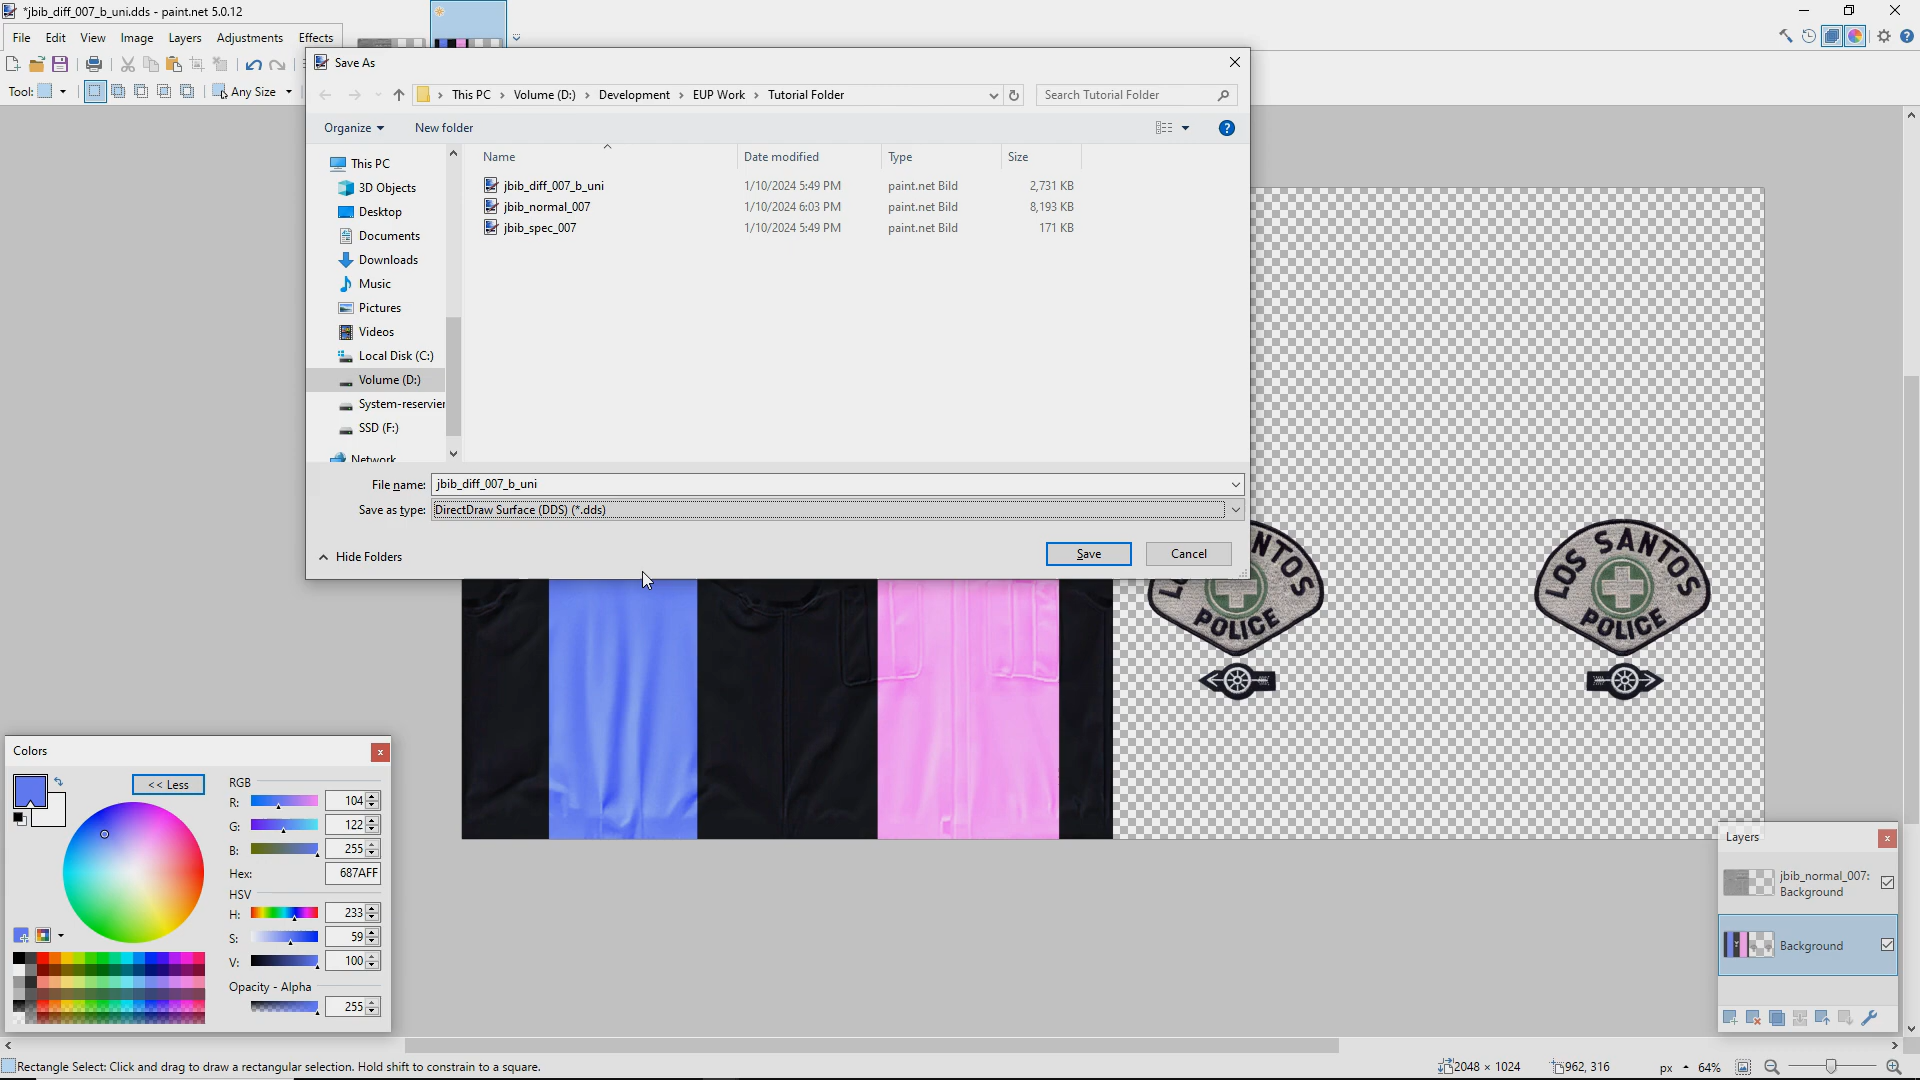 *jbib_diff_007_b_uni.dds - paint.net 5.0.12
File Edit View Image Layers Adjustments Effects
Tool: Any Size
Save As
This PC > Volume (D:) > Development > EUP Work > Tutorial Folder
Search Tutorial Folder
Organize New folder
Name Date modified Type Size
jbib_diff_007_b_uni 1/10/2024 5:49 PM paint.net Bild 2,731 KB
jbib_normal_007 1/10/2024 6:03 PM paint.net Bild 8,193 KB
jbib_spec_007 1/10/2024 5:49 PM paint.net Bild 171 KB
This PC
3D Objects
Desktop
Documents
Downloads
Music
Pictures
Videos
Local Disk (C:)
Volume (D:)
System-reservier
SSD (F:)
Network
File name: jbib_diff_007_b_uni
Save as type: DirectDraw Surface (DDS) (*.dds)
Hide Folders
Save Cancel
NTOS
POLICE
LOS SANTOS
POLICE
Colors
<< Less
RGB
R: 104
G: 122
B: 255
Hex: 687AFF
HSV
H: 233
S: 59
V: 100
Opacity - Alpha
255
Layers
jbib_normal_007:
Background
Background
Rectangle Select: Click and drag to draw a rectangular selection. Hold shift to constrain to a square.
2048 × 1024 962, 316 px 64%